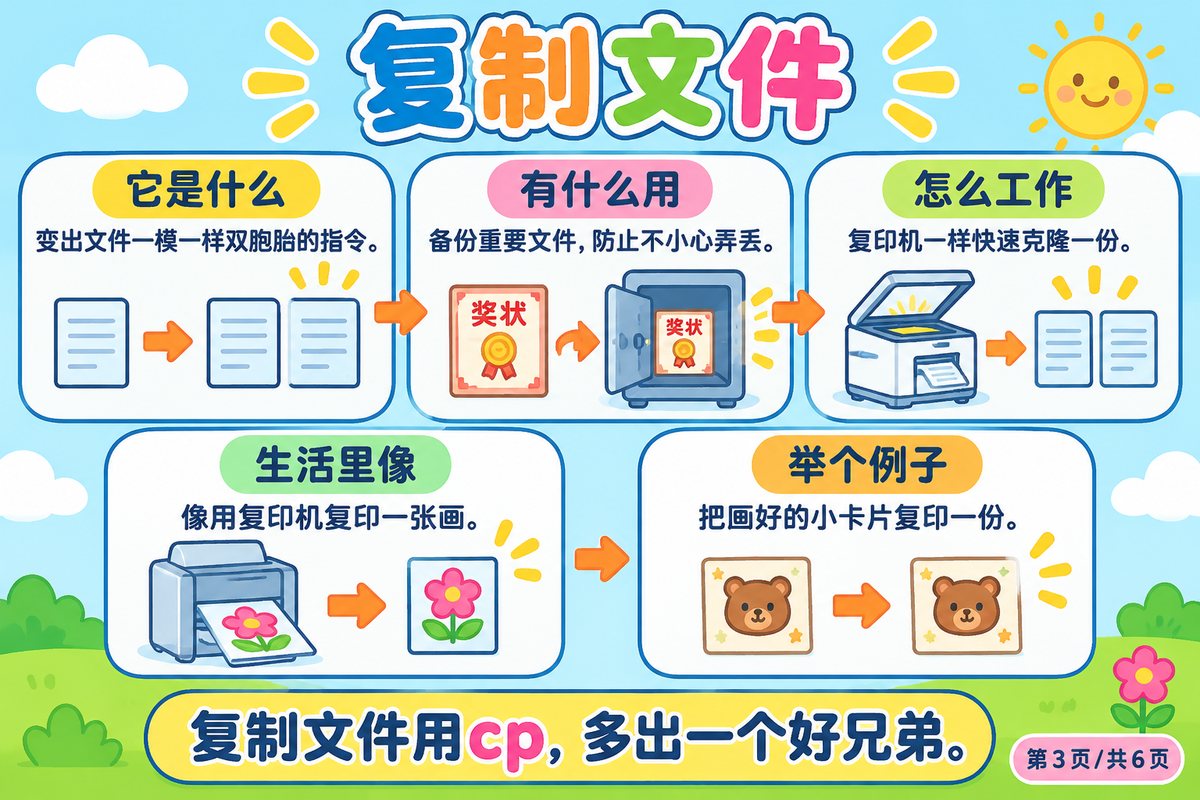 复制文件
它是什么
变出文件一模一样双胞胎的指令。
有什么用
备份重要文件,防止不小心弄丢。
奖状
奖状
怎么工作
复印机一样快速克隆一份。
生活里像
像用复印机复印一张画。
举个例子
把画好的小卡片复印一份。
复制文件用cp,多出一个好兄弟。
第3页/共6页